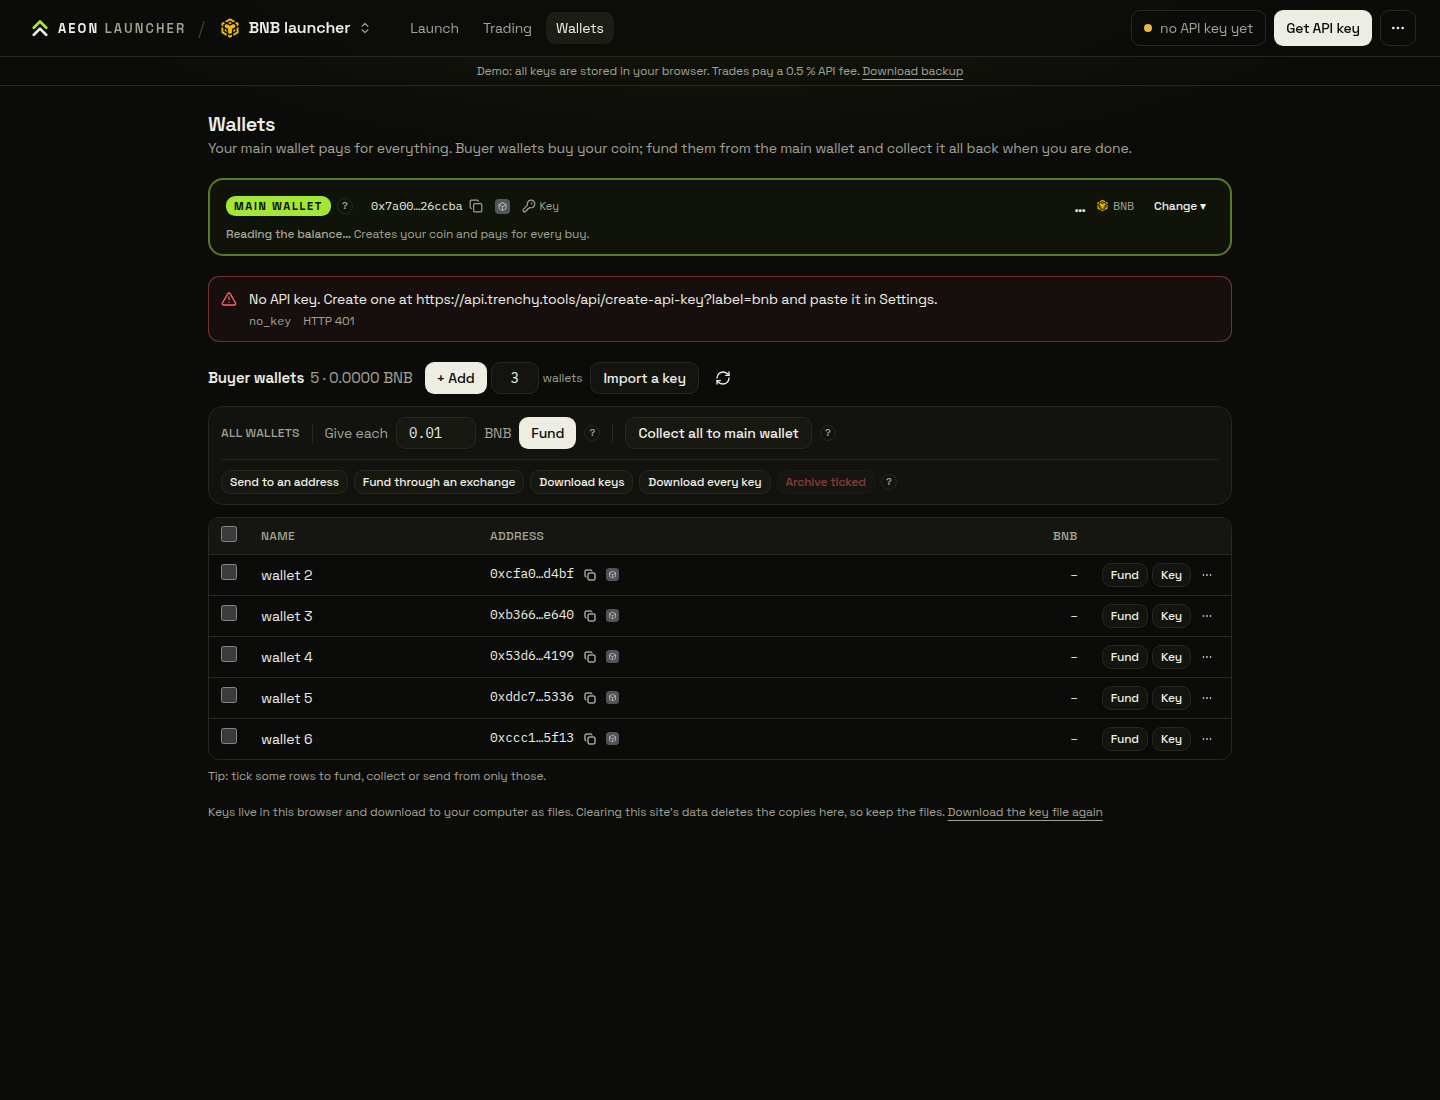 AEON LAUNCHER / BNB launcher Launch Trading Wallets no API key yet Get API key ...
Demo: all keys are stored in your browser. Trades pay a 0.5 % API fee. Download backup
Wallets
Your main wallet pays for everything. Buyer wallets buy your coin; fund them from the main wallet and collect it all back when you are done.
MAIN WALLET ? 0x7a00…26ccba Key … BNB Change ▾
Reading the balance… Creates your coin and pays for every buy.
No API key. Create one at https://api.trenchy.tools/api/create-api-key?label=bnb and paste it in Settings.
no_key HTTP 401
Buyer wallets 5 · 0.0000 BNB + Add 3 wallets Import a key
ALL WALLETS Give each 0.01 BNB Fund ? Collect all to main wallet ?
Send to an address Fund through an exchange Download keys Download every key Archive ticked ?
NAME ADDRESS BNB
wallet 2 0xcfa0…d4bf – Fund Key ...
wallet 3 0xb366…e640 – Fund Key ...
wallet 4 0x53d6…4199 – Fund Key ...
wallet 5 0xddc7…5336 – Fund Key ...
wallet 6 0xccc1…5f13 – Fund Key ...
Tip: tick some rows to fund, collect or send from only those.
Keys live in this browser and download to your computer as files. Clearing this site's data deletes the copies here, so keep the files. Download the key file again